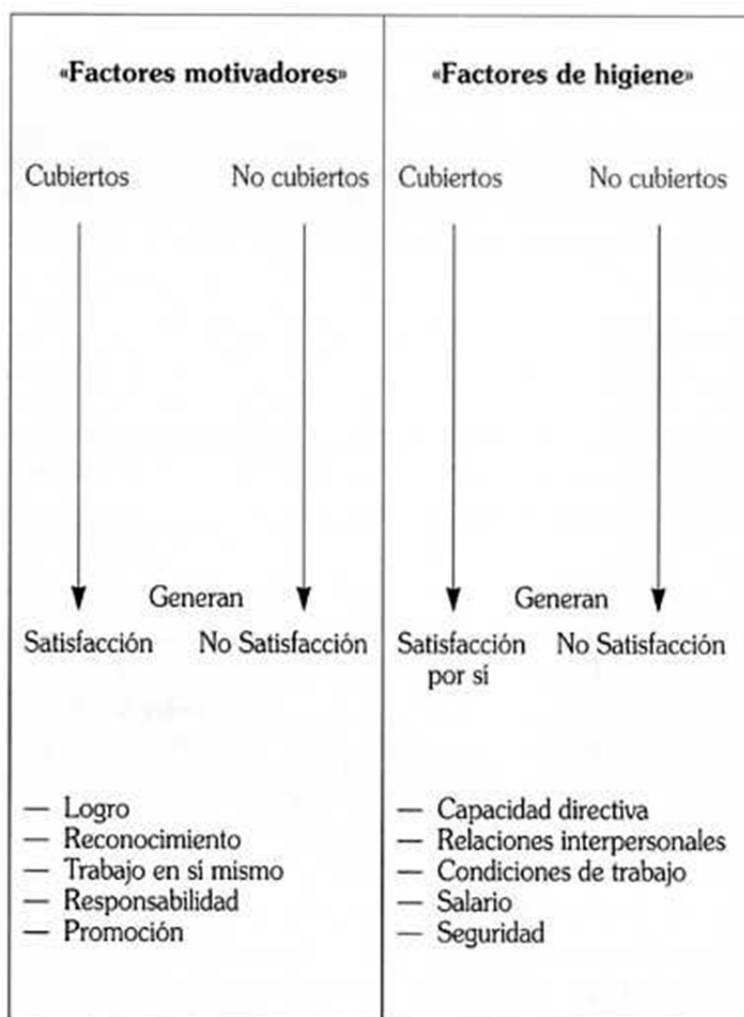 «Factores motivadores»
Cubiertos No cubiertos
Generan
Satisfacción No Satisfacción
— Logro
— Reconocimiento
— Trabajo en sí mismo
— Responsabilidad
— Promoción
«Factores de higiene»
Cubiertos No cubiertos
Generan
Satisfacción No Satisfacción
por sí
— Capacidad directiva
— Relaciones interpersonales
— Condiciones de trabajo
— Salario
— Seguridad